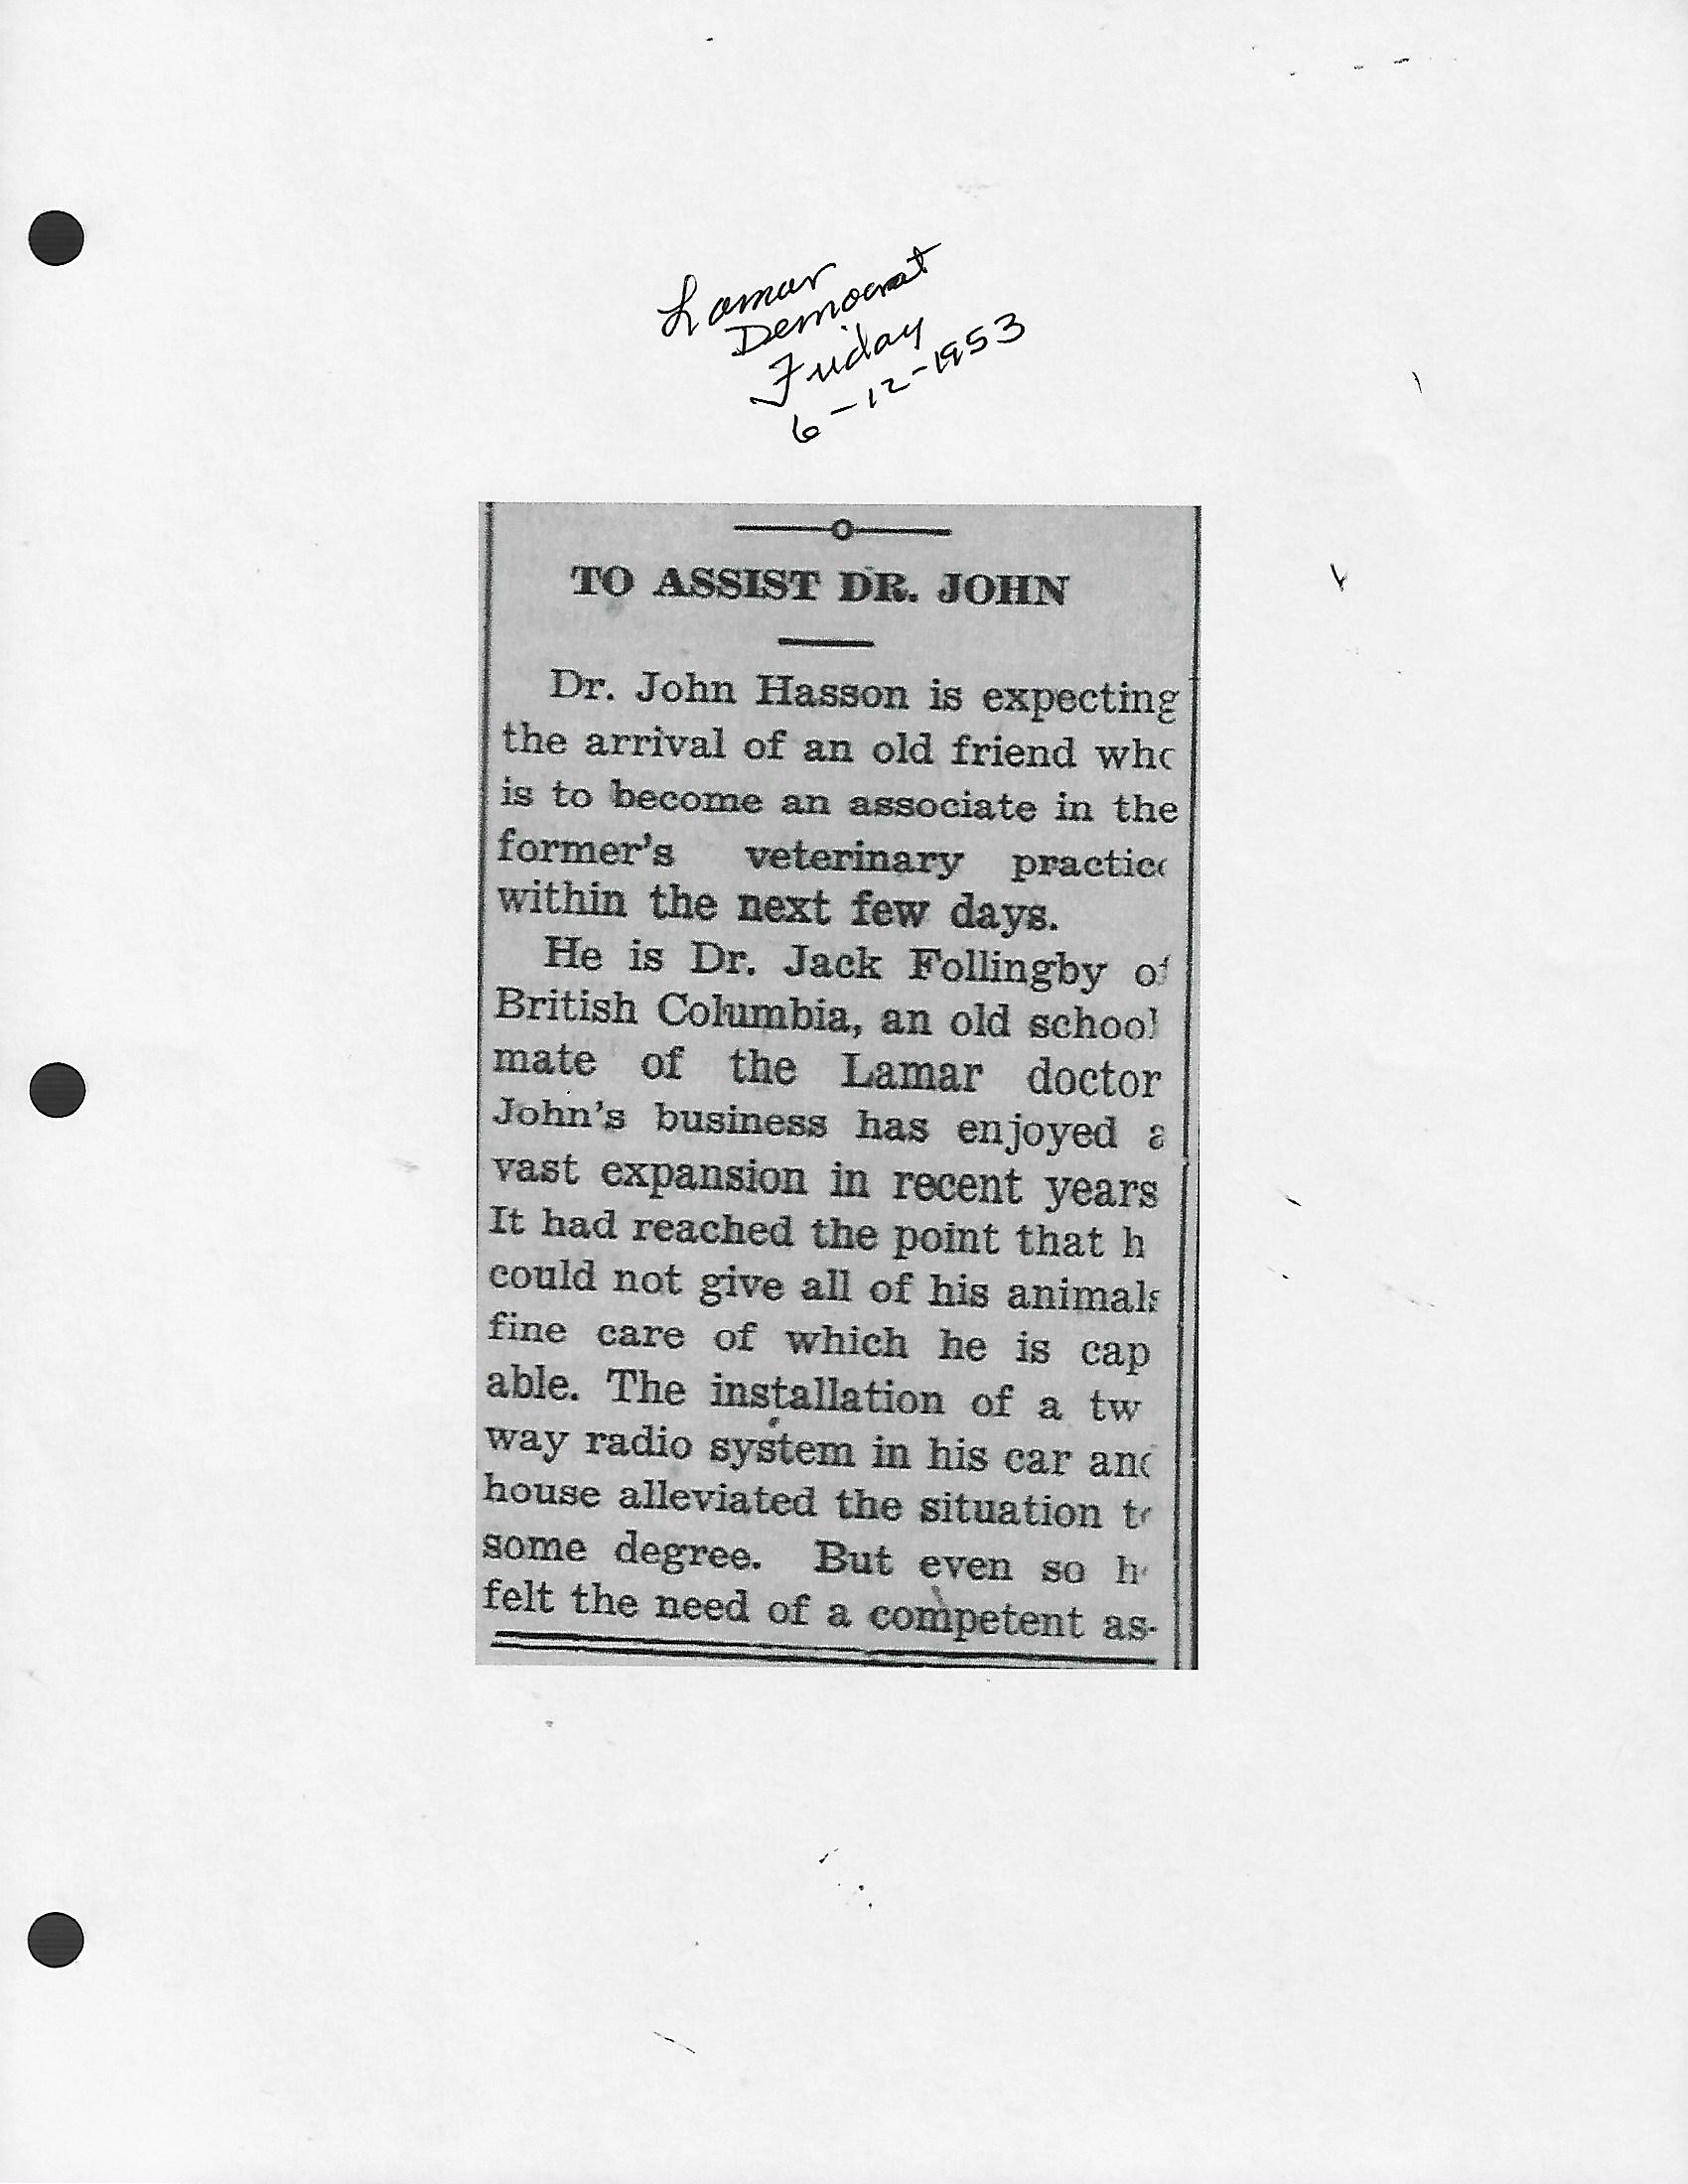 Lamar
Democrat
Friday
6-12-1953
TO ASSIST DR. JOHN
Dr. John Hasson is expecting
the arrival of an old friend who
is to become an associate in the
former's veterinary practice
within the next few days.
He is Dr. Jack Follingby of
British Columbia, an old school
mate of the Lamar doctor
John's business has enjoyed a
vast expansion in recent years
It had reached the point that h
could not give all of his animals
fine care of which he is cap
able. The installation of a tw
way radio system in his car and
house alleviated the situation to
some degree. But even so h
felt the need of a competent as-